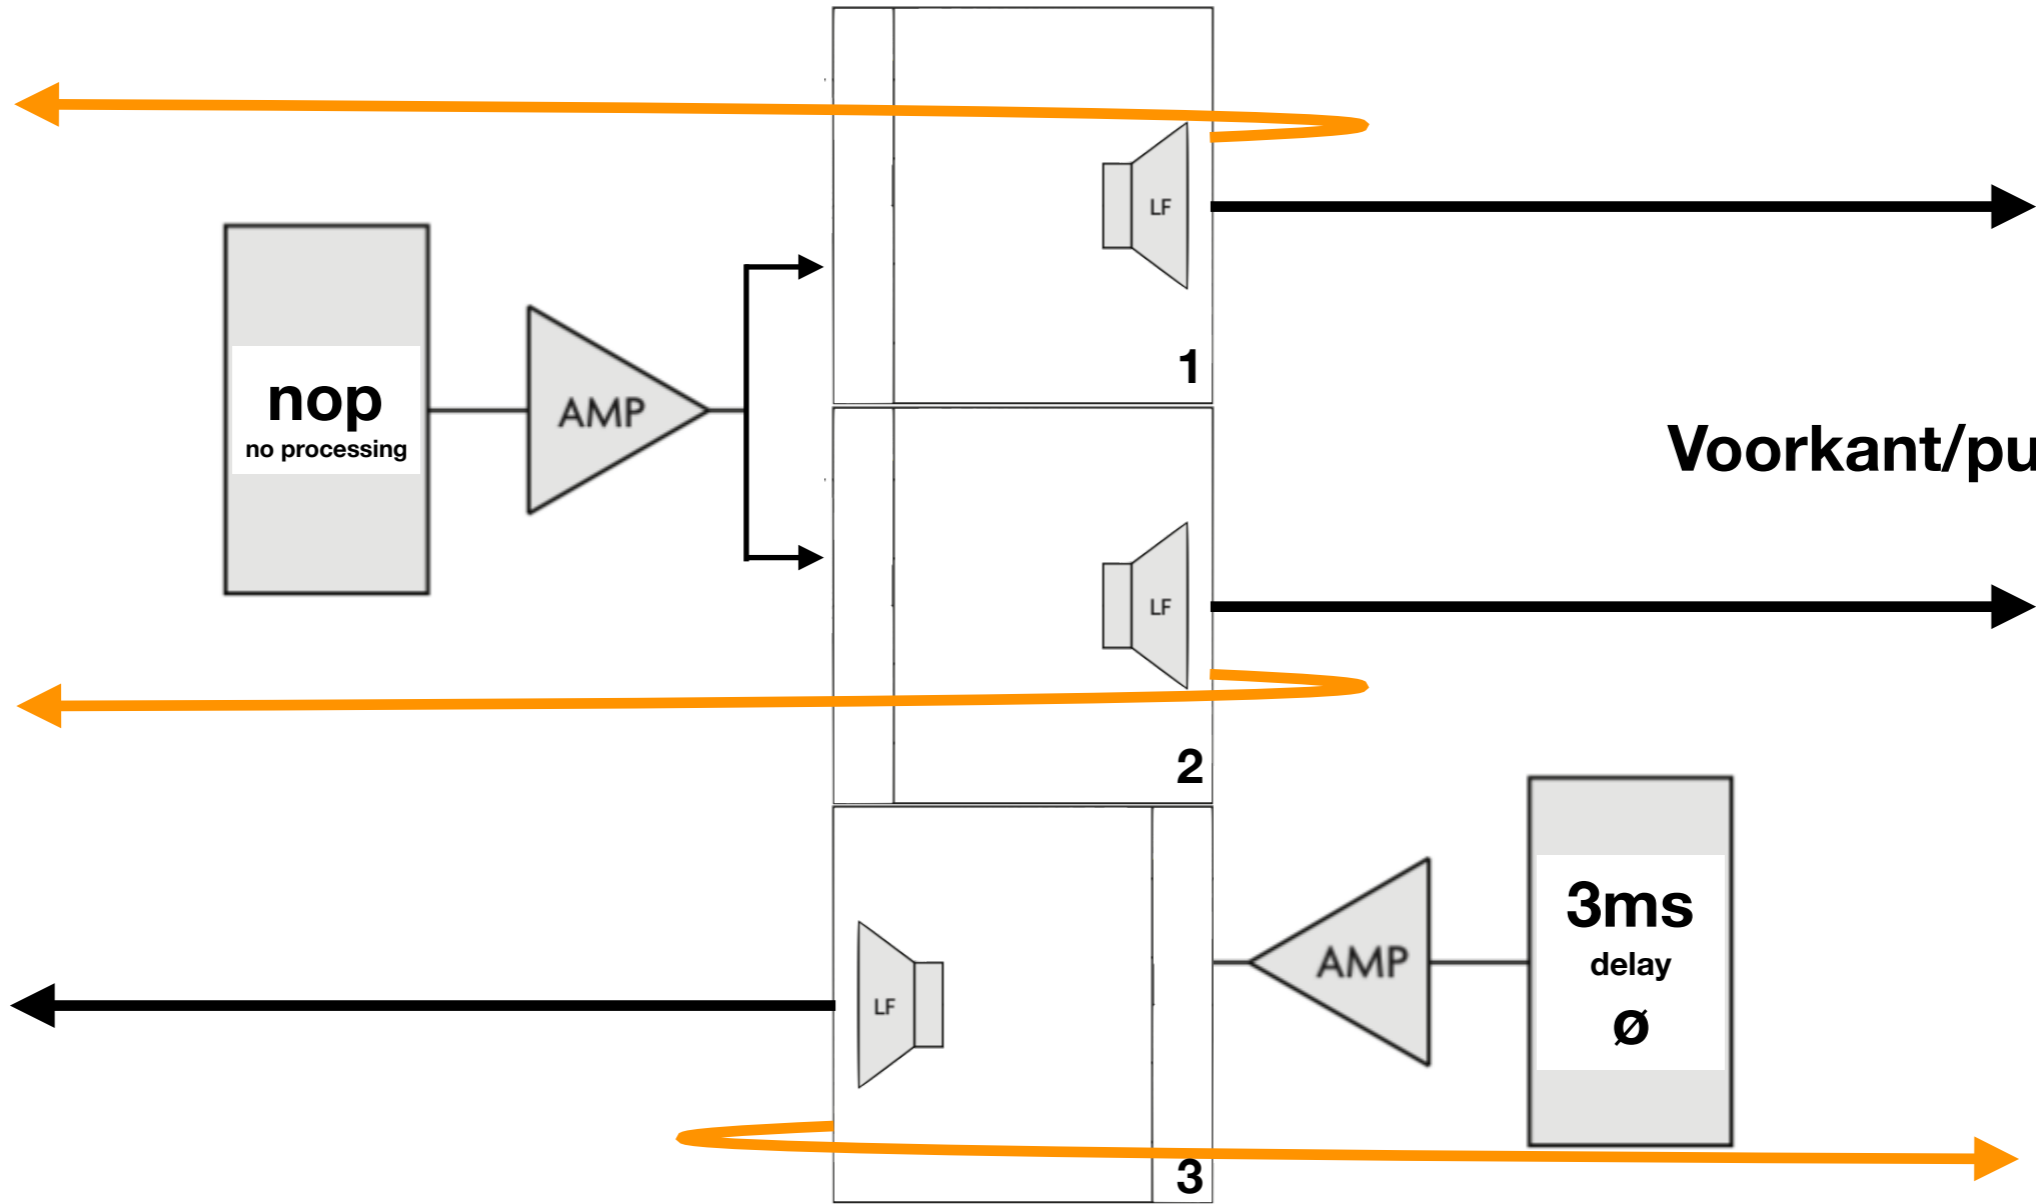 LF
1
nop
no processing
AMP
Voorkant/pu
LF
2
LF
AMP
3ms
delay
ø
3